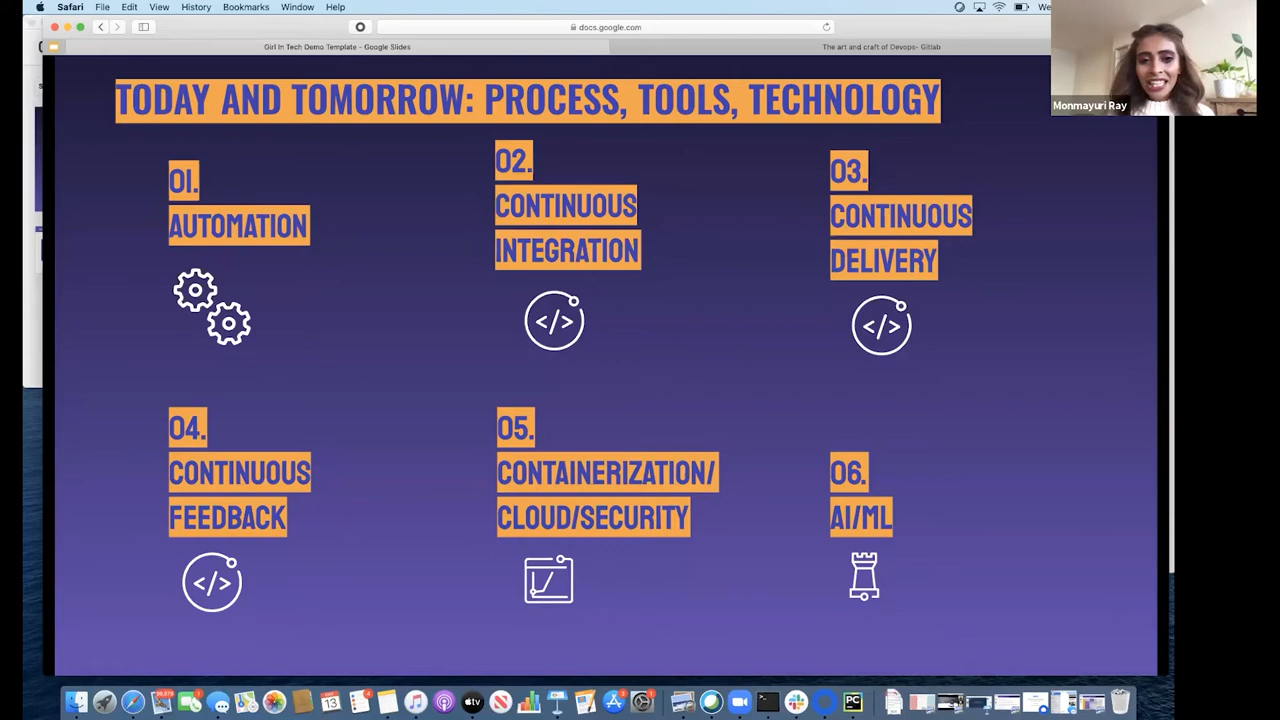 Safari File Edit View History Bookmarks Window Help
docs.google.com
Girl In Tech Demo Template - Google Slides
The art and craft of Devops- Gitlab
Monmayuri Ray
TODAY AND TOMORROW: PROCESS, TOOLS, TECHNOLOGY
01.
AUTOMATION
02.
CONTINUOUS
INTEGRATION
03.
CONTINUOUS
DELIVERY
04.
CONTINUOUS
FEEDBACK
05.
CONTAINERIZATION/
CLOUD/SECURITY
06.
AI/ML